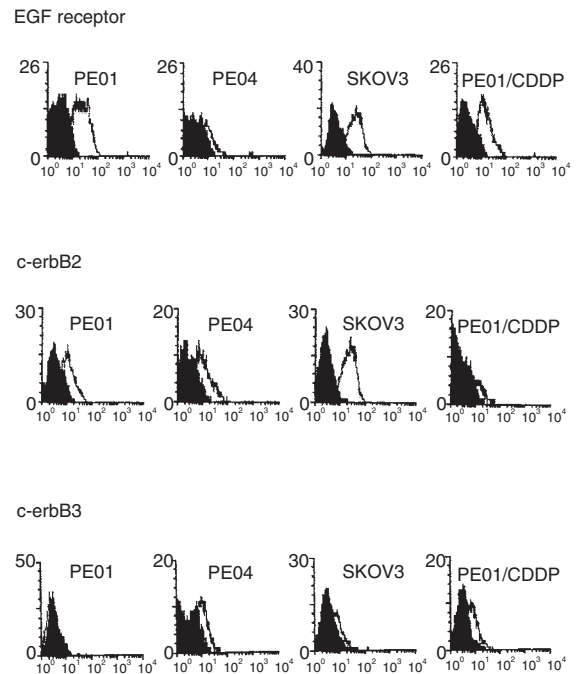 EGF receptor
26 PE01 26 PE04 40 SKOV3 26 PE01/CDDP
0 0 0 0
10⁰ 10¹ 10² 10³ 10⁴ 10⁰ 10¹ 10² 10³ 10⁴ 10⁰ 10¹ 10² 10³ 10⁴ 10⁰ 10¹ 10² 10³ 10⁴
c-erbB2
30 PE01 20 PE04 30 SKOV3 20 PE01/CDDP
0 0 0 0
10⁰ 10¹ 10² 10³ 10⁴ 10⁰ 10¹ 10² 10³ 10⁴ 10⁰ 10¹ 10² 10³ 10⁴ 10⁰ 10¹ 10² 10³ 10⁴
c-erbB3
50 PE01 20 PE04 30 SKOV3 20 PE01/CDDP
0 0 0 0
10⁰ 10¹ 10² 10³ 10⁴ 10⁰ 10¹ 10² 10³ 10⁴ 10⁰ 10¹ 10² 10³ 10⁴ 10⁰ 10¹ 10² 10³ 10⁴